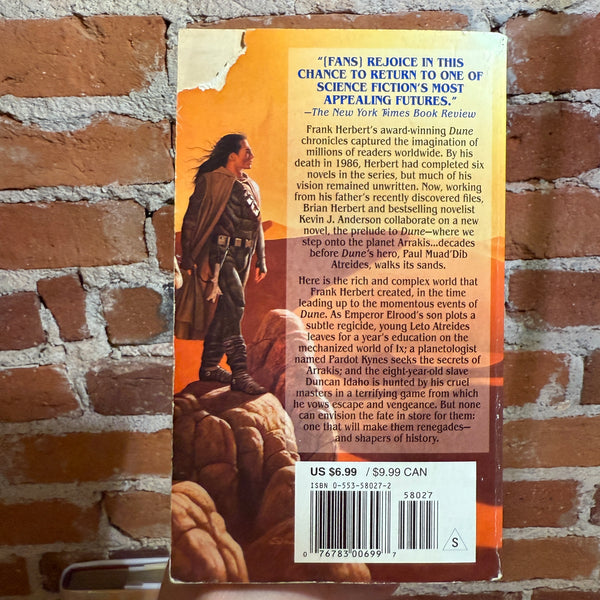 "[FANS] REJOICE IN THIS
CHANCE TO RETURN TO ONE OF
SCIENCE FICTION'S MOST
APPEALING FUTURES."
—The New York Times Book Review
Frank Herbert's award-winning Dune
chronicles captured the imagination of
millions of readers worldwide. By his
death in 1986, Herbert had completed six
novels in the series, but much of his
vision remained unwritten. Now, working
from his father's recently discovered files,
Brian Herbert and bestselling novelist
Kevin J. Anderson collaborate on a new
novel, the prelude to Dune—where we
step onto the planet Arrakis...decades
before Dune's hero, Paul Muad'Dib
Atreides, walks its sands.
Here is the rich and complex world that
Frank Herbert created, in the time
leading up to the momentous events of
Dune. As Emperor Elrood's son plots a
subtle regicide, young Leto Atreides
leaves for a year's education on the
mechanized world of Ix; a planetologist
named Pardot Kynes seeks the secrets of
Arrakis; and the eight-year-old slave
Duncan Idaho is hunted by his cruel
masters in a terrifying game from which
he vows escape and vengeance. But none
can envision the fate in store for them:
one that will make them renegades—
and shapers of history.
US $6.99 / $9.99 CAN
ISBN 0-553-58027-2
58027
0 76783 00699 7
S